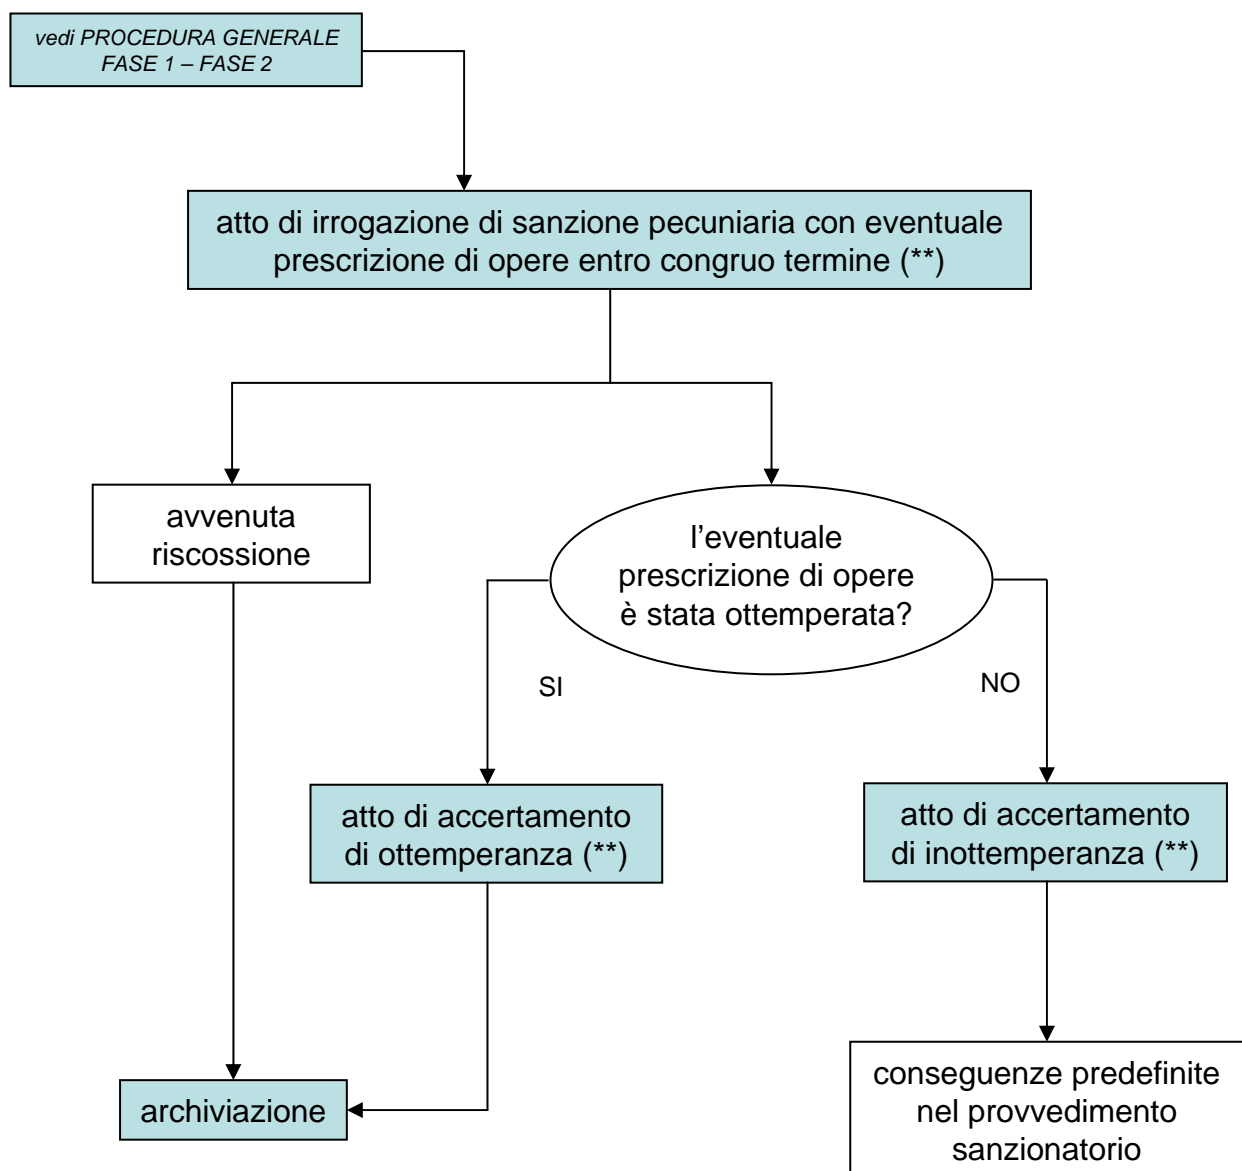 vedi PROCEDURA GENERALE
FASE 1 – FASE 2
atto di irrogazione di sanzione pecuniaria con eventuale
prescrizione di opere entro congruo termine (**)
avvenuta
riscossione
l’eventuale
prescrizione di opere
è stata ottemperata?
SI
NO
atto di accertamento
di ottemperanza (**)
atto di accertamento
di inottemperanza (**)
archiviazione
conseguenze predefinite
nel provvedimento
sanzionatorio